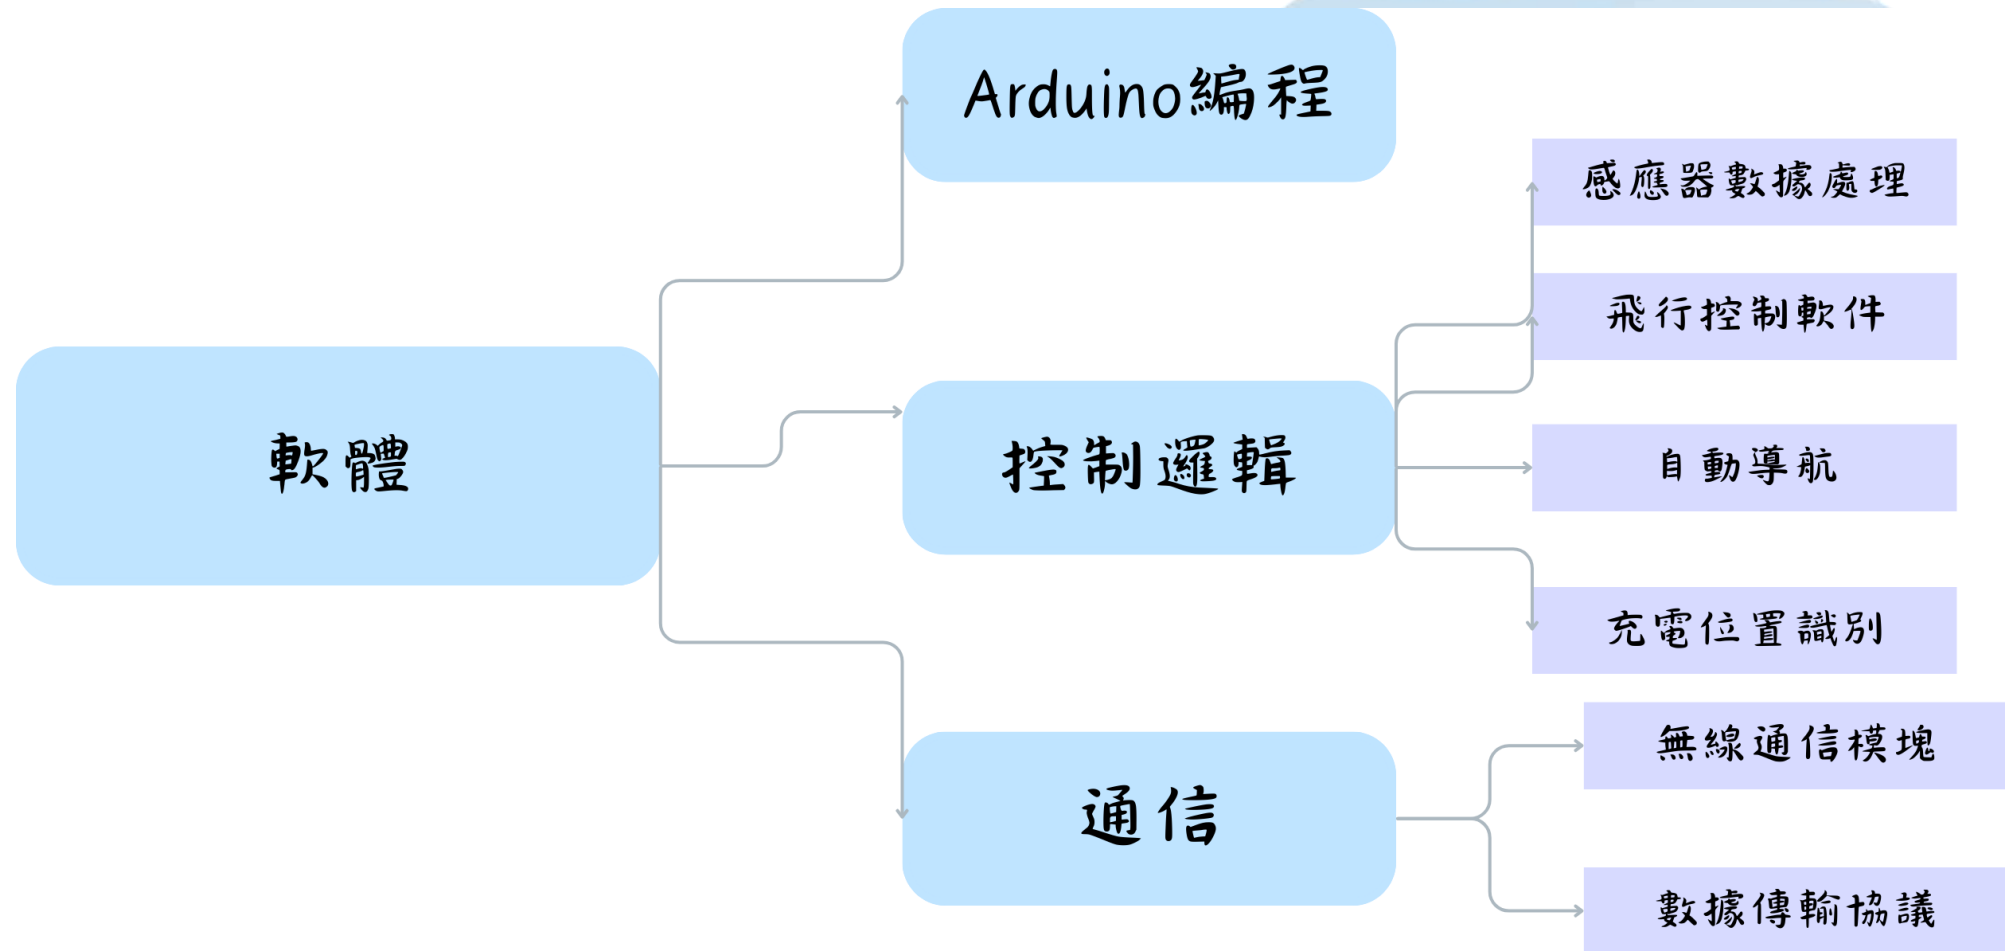 Arduino編程
感應器數據處理
飛行控制軟件
軟體
控制邏輯
自動導航
充電位置識別
通信
無線通信模塊
數據傳輸協議